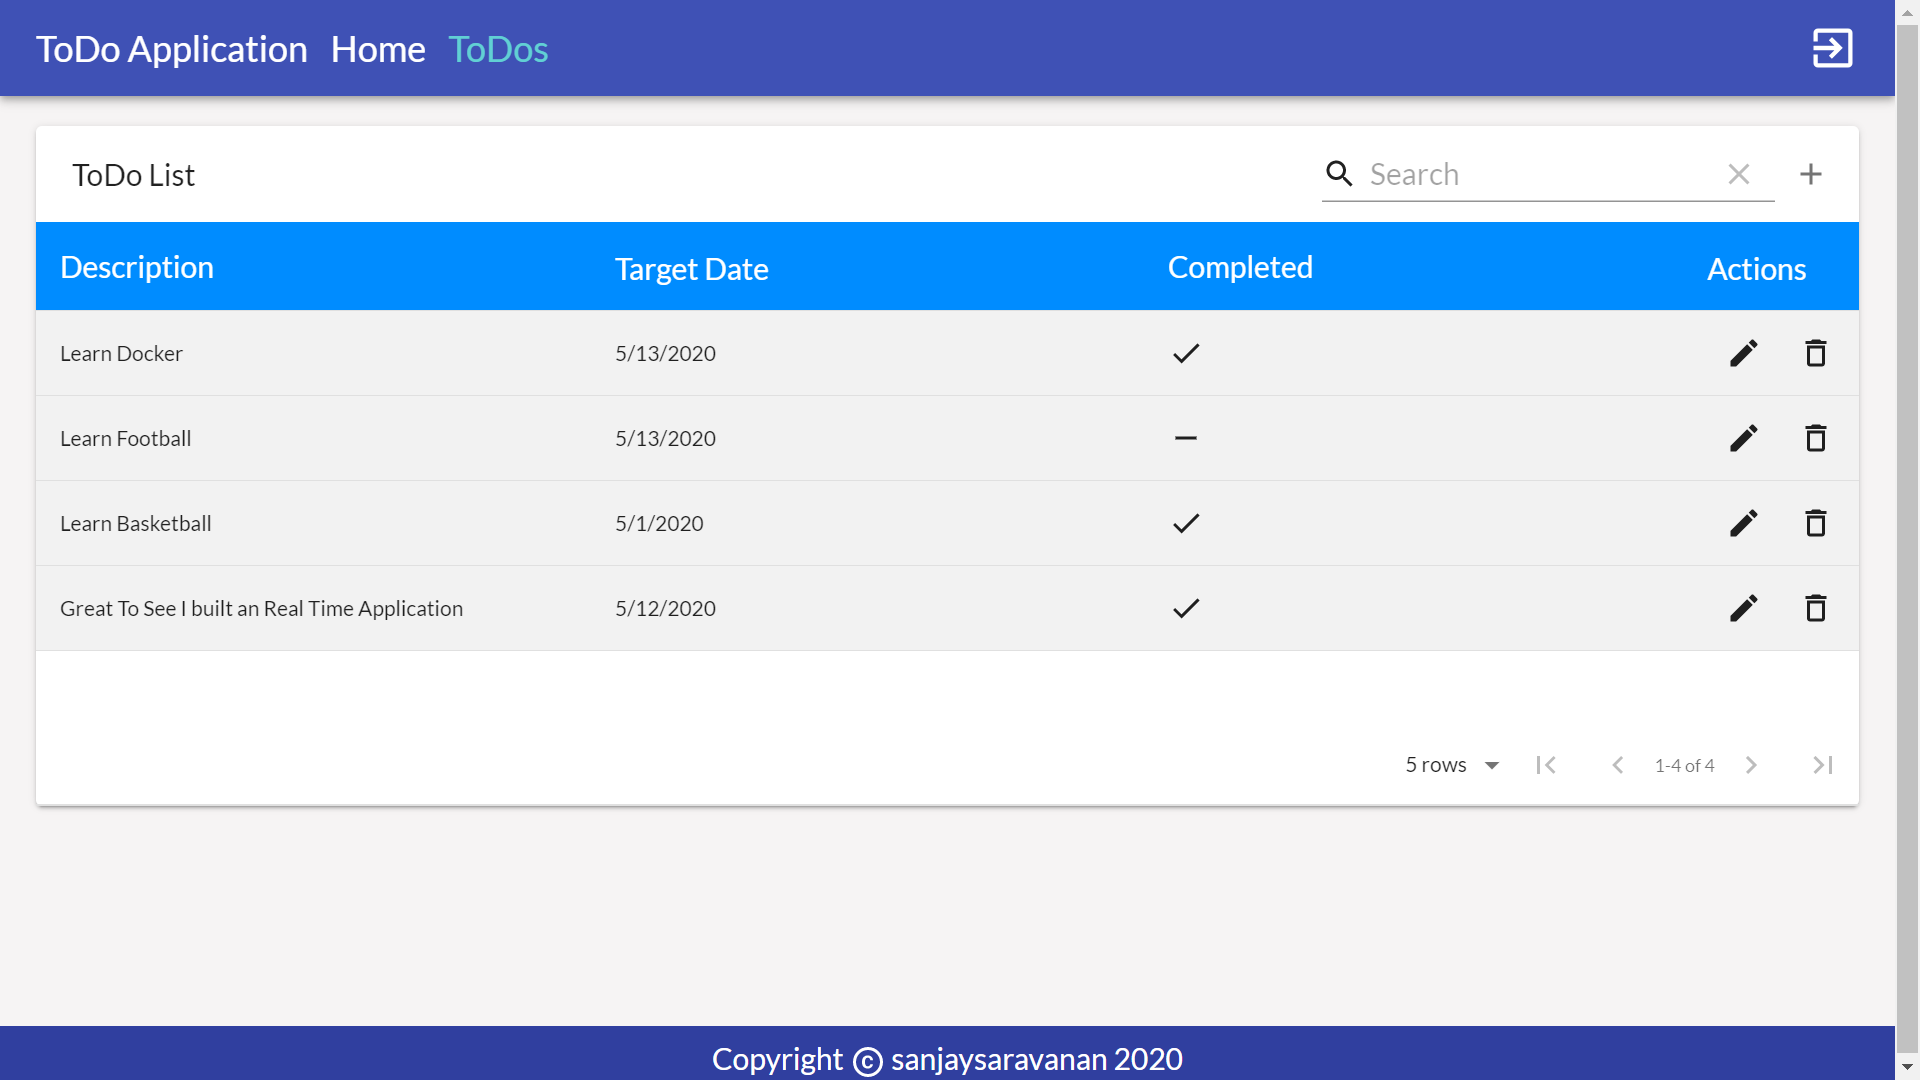 ToDo Application Home ToDos
ToDo List Search
Description Target Date Completed Actions
Learn Docker 5/13/2020
Learn Football 5/13/2020
Learn Basketball 5/1/2020
Great To See I built an Real Time Application 5/12/2020
5 rows 1-4 of 4
Copyright © sanjaysaravanan 2020